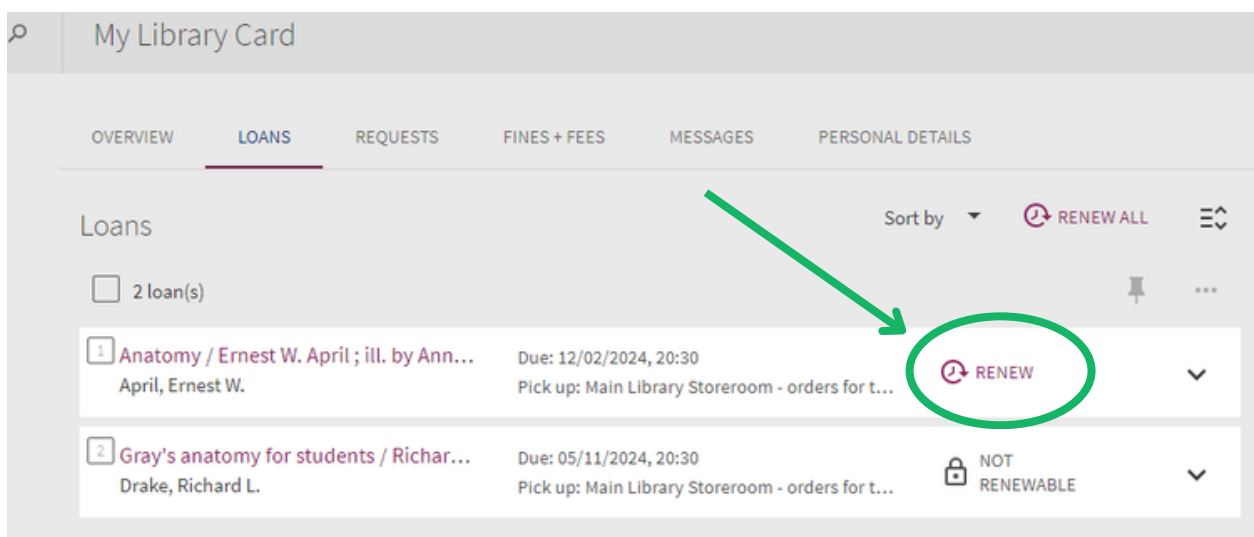 My Library Card
OVERVIEW LOANS REQUESTS FINES + FEES MESSAGES PERSONAL DETAILS
Loans Sort by RENEW ALL
2 loan(s)
1 Anatomy / Ernest W. April ; ill. by Ann... Due: 12/02/2024, 20:30 RENEW
April, Ernest W. Pick up: Main Library Storeroom - orders for t...
2 Gray's anatomy for students / Richar... Due: 05/11/2024, 20:30 NOT
Drake, Richard L. Pick up: Main Library Storeroom - orders for t... RENEWABLE